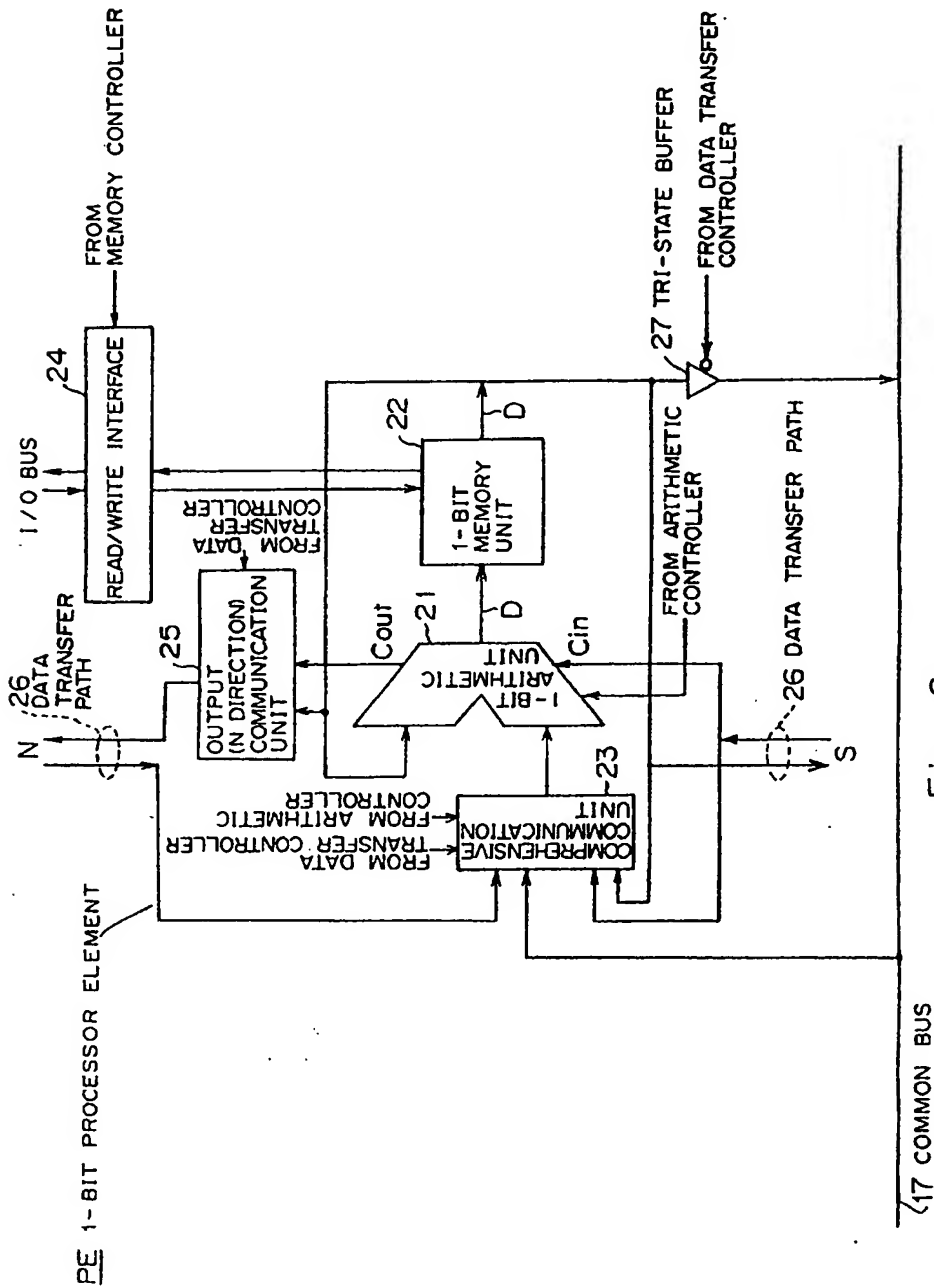 PE 1-BIT PROCESSOR ELEMENT
26
DATA
TRANSFER
PATH
N
I/O BUS
24
READ/WRITE INTERFACE
FROM
MEMORY CONTROLLER
25
OUTPUT
(N DIRECTION)
COMMUNICATION
UNIT
FROM DATA
TRANSFER
CONTROLLER
FROM DATA
TRANSFER CONTROLLER
FROM ARITHMETIC
CONTROLLER
COMPREHENSIVE
COMMUNICATION
UNIT
23
Cout
21
1-BIT
ARITHMETIC
UNIT
Cin
D
22
1-BIT
MEMORY
UNIT
D
FROM ARITHMETIC
CONTROLLER
27 TRI-STATE BUFFER
FROM DATA TRANSFER
CONTROLLER
26 DATA TRANSFER PATH
S
17 COMMON BUS